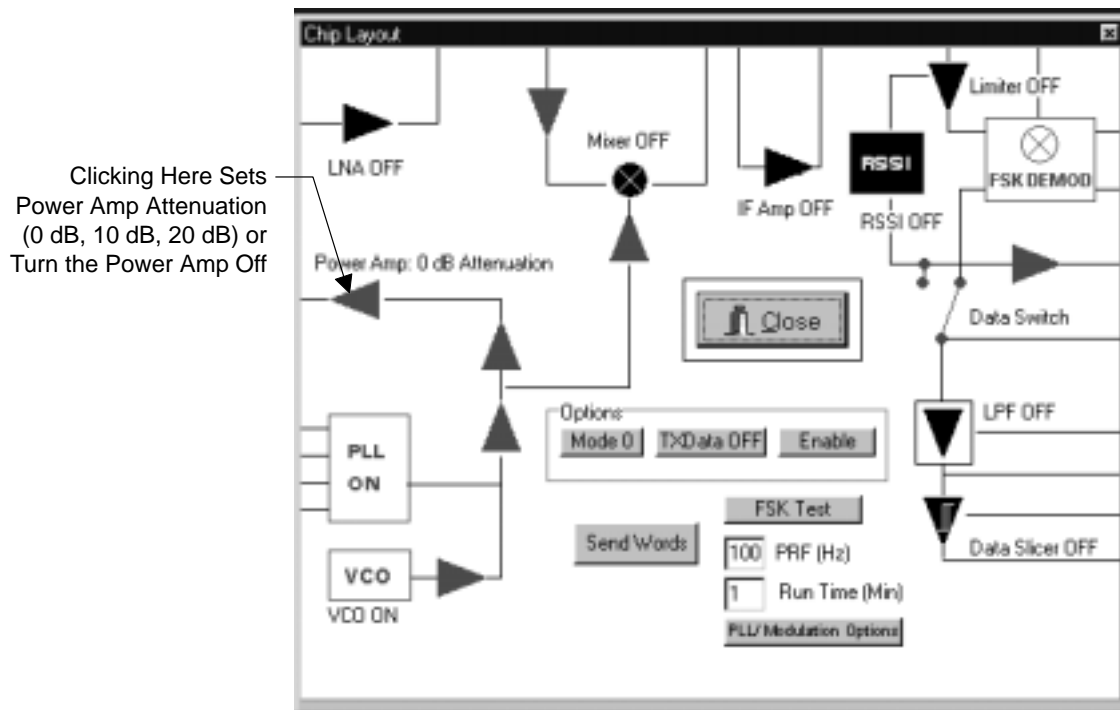 Chip Layout
Limiter OFF
Mixer OFF
LNA OFF
RSSI
FSK DEMOD
IF Amp OFF
RSSI OFF
Clicking Here Sets
Power Amp Attenuation
(0 dB, 10 dB, 20 dB) or
Turn the Power Amp Off
Power Amp: 0 dB Attenuation
Close
Data Switch
Options
Mode 0
TXData OFF
Enable
LPF OFF
PLL
ON
FSK Test
Send Words
100 PRF (Hz)
Data Slicer OFF
VCO
1 Run Time (Min)
VCO ON
PLL/ Modulation Options